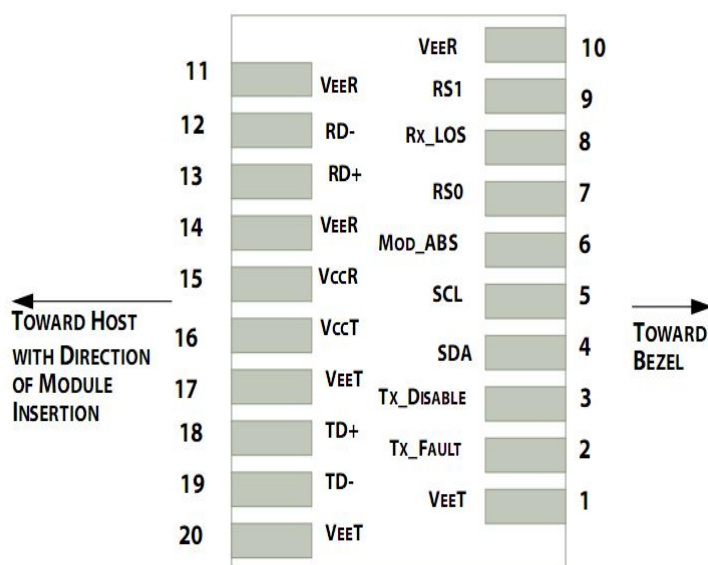 11 VEER
12 RD-
13 RD+
14 VEER
15 VCCR
16 VCCT
17 VEET
18 TD+
19 TD-
20 VEET
VEER 10
RS1 9
RX_LOS 8
RS0 7
MOD_ABS 6
SCL 5
SDA 4
TX_DISABLE 3
TX_FAULT 2
VEET 1
TOWARD HOST
WITH DIRECTION
OF MODULE
INSERTION
TOWARD
BEZEL